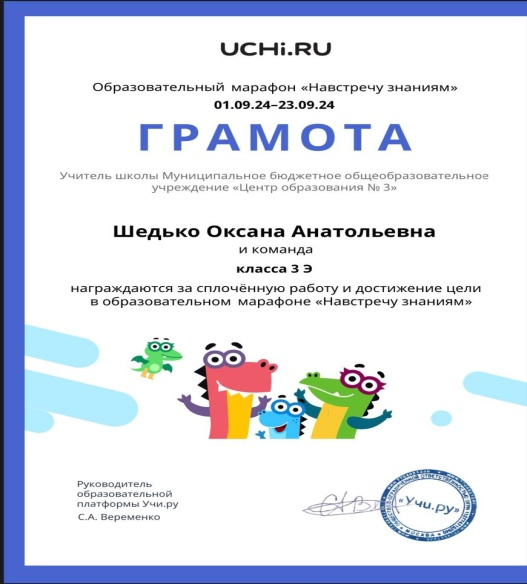 UCHi.RU
Образовательный марафон «Навстречу знаниям»
01.09.24–23.09.24
ГРАМОТА
Учитель школы Муниципальное бюджетное общеобразовательное
учреждение «Центр образования № 3»
Шедько Оксана Анатольевна
и команда
класса 3 Э
награждаются за сплочённую работу и достижение цели
в образовательном марафоне «Навстречу знаниям»
Руководитель
образовательной
платформы Учи.ру
С.А. Веременко
«Учи.ру»
МОСКВА